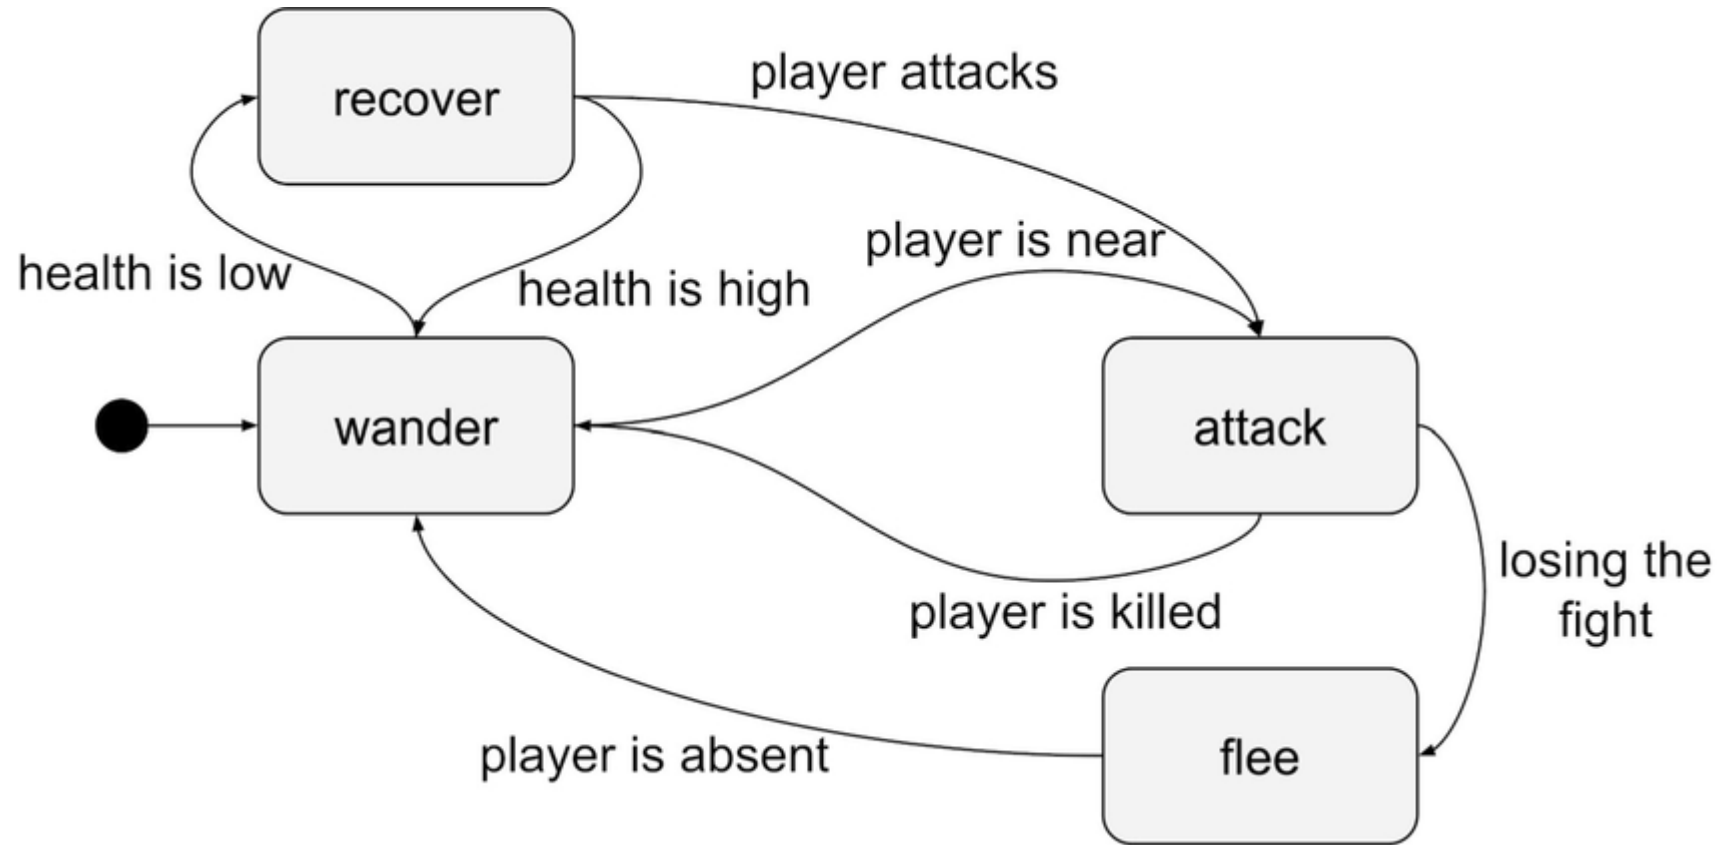 recover
player attacks
player is near
health is low
health is high
wander
attack
losing the
fight
player is killed
player is absent
flee